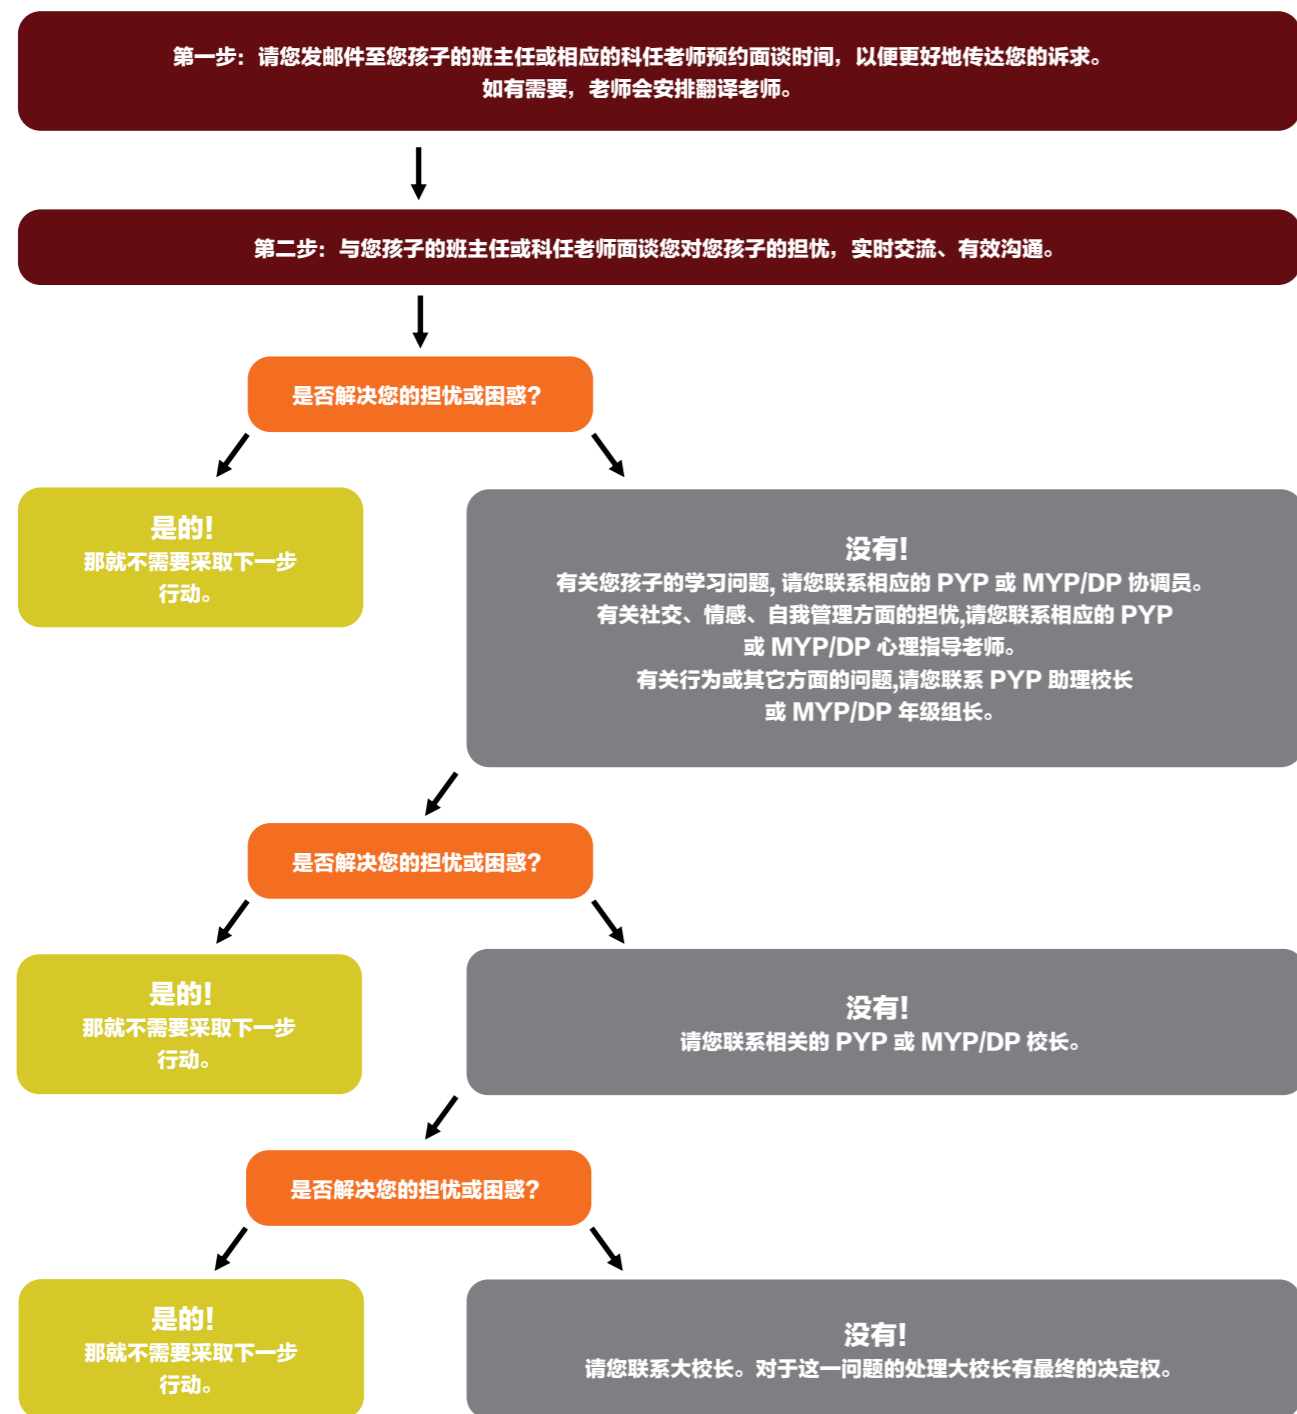 第一步：请您发邮件至您孩子的班主任或相应的科任老师预约面谈时间，以便更好地传达您的诉求。
如有需要，老师会安排翻译老师。
第二步：与您孩子的班主任或科任老师面谈您对您孩子的担忧，实时交流、有效沟通。
是否解决您的担忧或困惑？
是的！
那就不需要采取下一步
行动。
没有！
有关您孩子的学习问题, 请您联系相应的 PYP 或 MYP/DP 协调员。
有关社交、情感、自我管理方面的担忧,请您联系相应的 PYP
或 MYP/DP 心理指导老师。
有关行为或其它方面的问题,请您联系 PYP 助理校长
或 MYP/DP 年级组长。
是否解决您的担忧或困惑？
是的！
那就不需要采取下一步
行动。
没有！
请您联系相关的 PYP 或 MYP/DP 校长。
是否解决您的担忧或困惑？
是的！
那就不需要采取下一步
行动。
没有！
请您联系大校长。对于这一问题的处理大校长有最终的决定权。